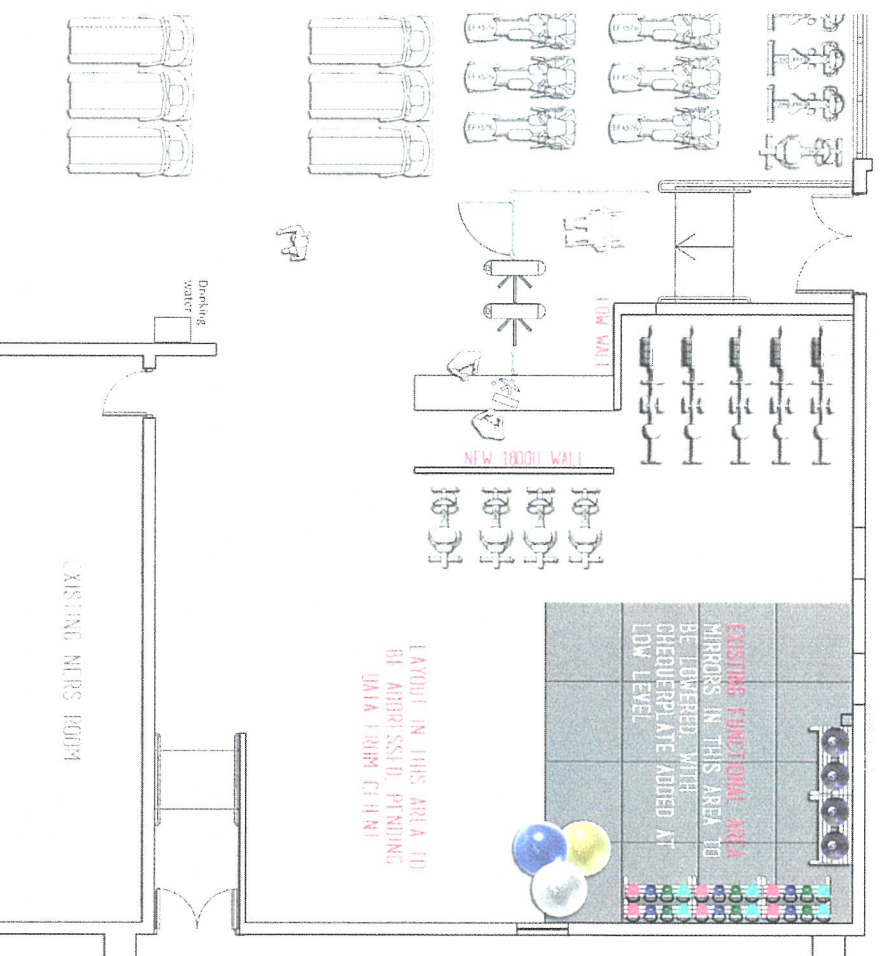 Drinking
water
LOW WALL
NEW 1800H WALL
EXISTING FUNCTIONAL AREA
MIRRORS IN THIS AREA TO
BE LOWERED, WITH
CHEQUERPLATE ADDED AT
LOW LEVEL
LAYOUT IN THIS AREA TO
BE ADDRESSED, PENDING
DATA FROM CLIENT
EXISTING NERS ROOM